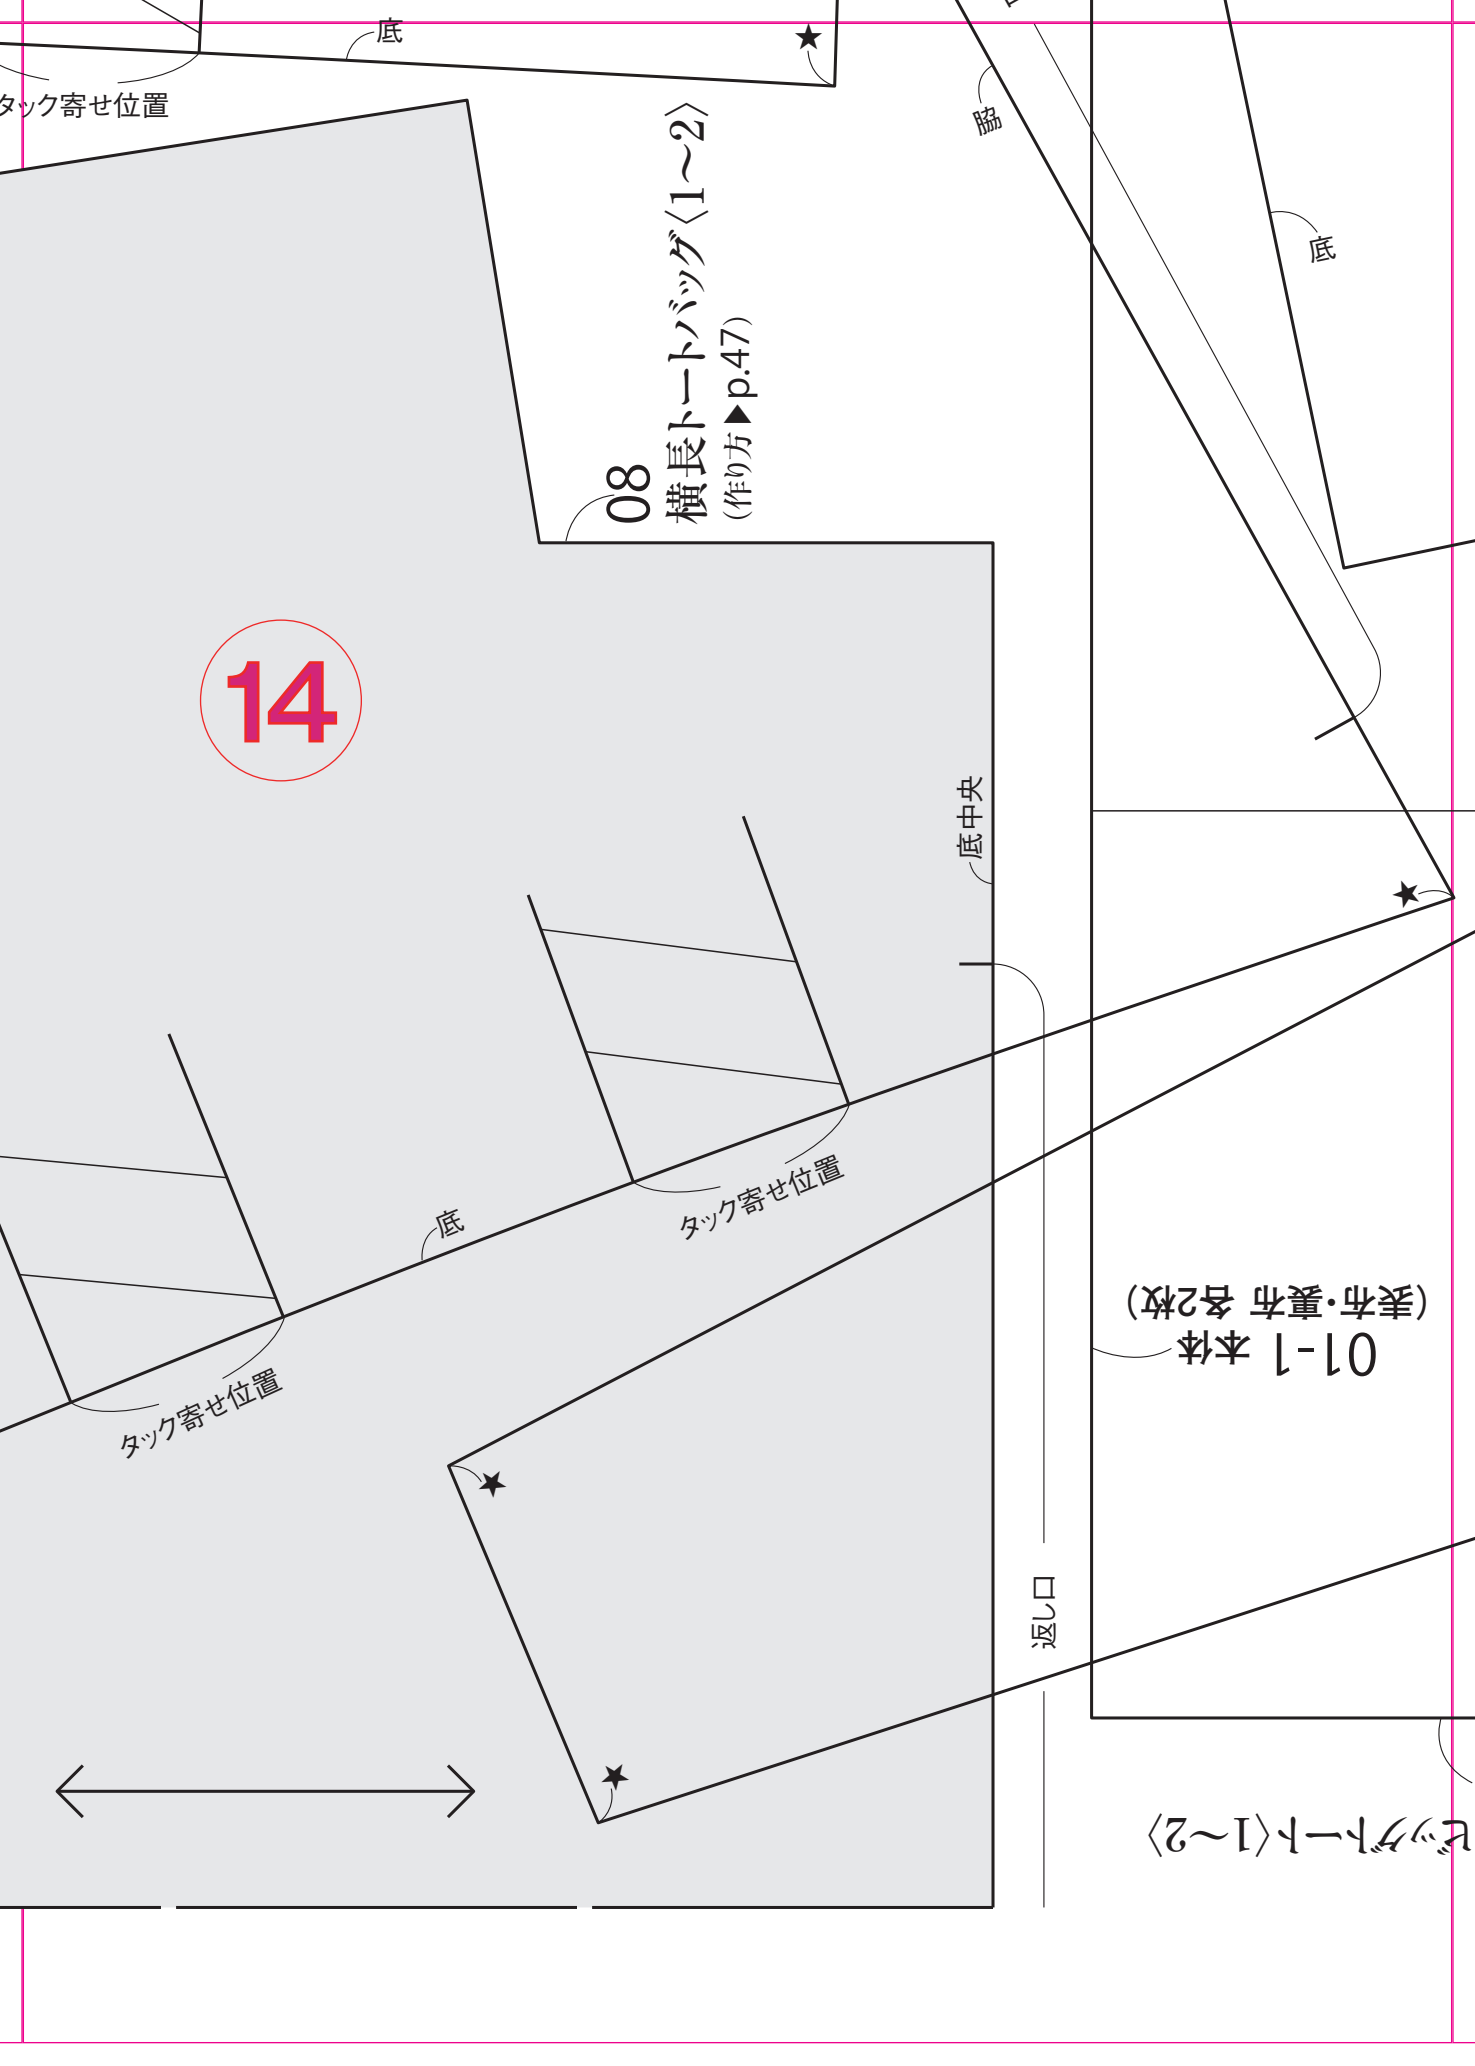 底
★
タック寄せ位置
脇
底
08
横長トートバッグ〈1～2〉
(作り方▶p.47)
14
底中央
★
タック寄せ位置
底
タック寄せ位置
01-1 本体
(表布・裏布 各2枚)
★
返し口
★
ビッグトート〈1～2〉